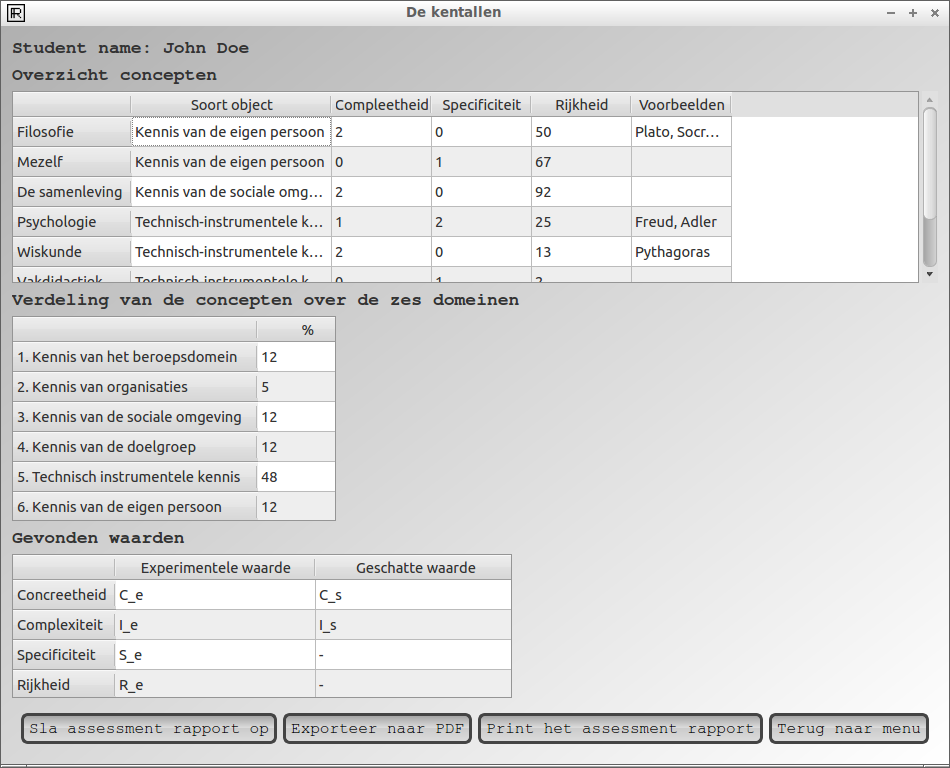 De kentallen
Student name: John Doe
Overzicht concepten
Soort object Compleetheid Specificiteit Rijkheid Voorbeelden
Filosofie Kennis van de eigen persoon 2 0 50 Plato, Socr...
Mezelf Kennis van de eigen persoon 0 1 67
De samenleving Kennis van de sociale omg... 2 0 92
Psychologie Technisch-instrumentele k... 1 2 25 Freud, Adler
Wiskunde Technisch-instrumentele k... 2 0 13 Pythagoras
Vakdidactiek Technisch-instrumentele k... 0 1 2
Verdeling van de concepten over de zes domeinen
%
1. Kennis van het beroepsdomein 12
2. Kennis van organisaties 5
3. Kennis van de sociale omgeving 12
4. Kennis van de doelgroep 12
5. Technisch instrumentele kennis 48
6. Kennis van de eigen persoon 12
Gevonden waarden
Experimentele waarde Geschatte waarde
Concreetheid C_e C_s
Complexiteit I_e I_s
Specificiteit S_e -
Rijkheid R_e -
Sla assessment rapport op Exporteer naar PDF Print het assessment rapport Terug naar menu